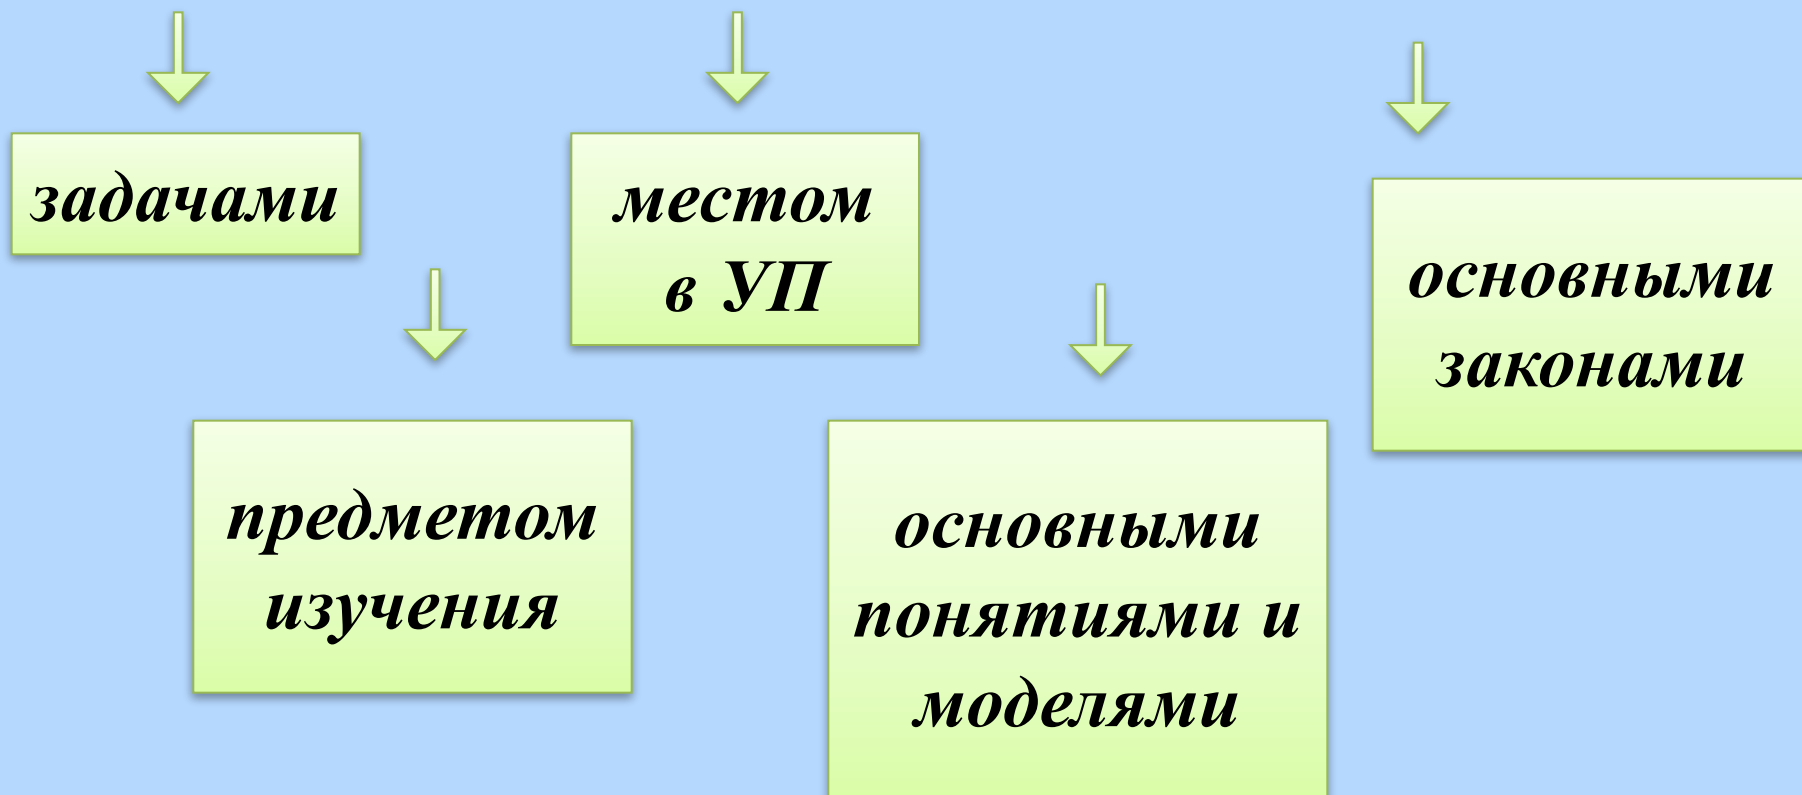 задачами
местом
в УП
основными
законами
предметом
изучения
основными
понятиями и
моделями